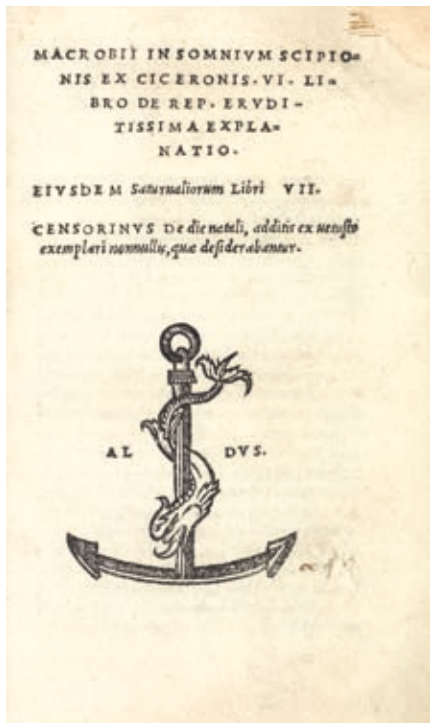 MACROBII IN SOMNIVM SCIPIO-
NIS EX CICERONIS. VI. LI-
BRO DE REP. ERVDI-
TISSIMA EXPLA-
NATIO.
EIVSDEM Saturnaliorum Libri VII.
CENSORINVS De die natali, additis ex uetusto
exemplari nonnullis, quæ desiderabantur.
AL DVS.